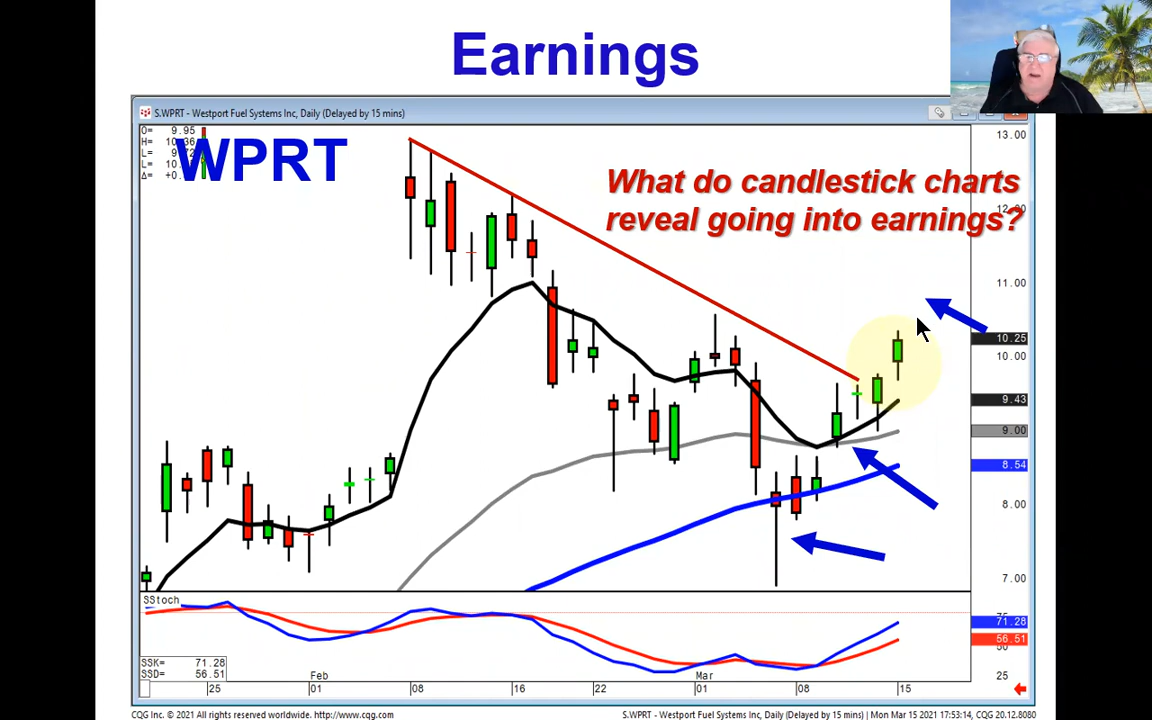 Earnings
S.WPRT - Westport Fuel Systems Inc, Daily (Delayed by 15 mins)
O= 9.95
H=
L=
L=
Δ=
WPRT
What do candlestick charts
reveal going into earnings?
13.00
12.00
11.00
10.25
10.00
9.43
9.00
8.54
8.00
7.00
SStoch
75
71.28
56.51
50
25
SSK= 71.28
SSD= 56.51
Feb
Mar
25
01
08
16
22
01
08
15
CQG Inc. © 2021 All rights reserved worldwide. http://www.cqg.com
S.WPRT - Westport Fuel Systems Inc, Daily (Delayed by 15 mins) | Mon Mar 15 2021 17:53:14, CQG 20.12.8080